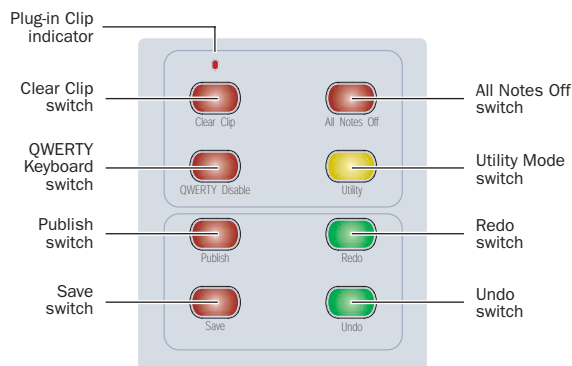 Plug-in Clip
indicator
Clear Clip
switch
Clear Clip
All Notes Off
All Notes Off
switch
QWERTY
Keyboard
switch
QWERTY Disable
Utility
Utility Mode
switch
Publish
switch
Publish
Redo
Redo
switch
Save
switch
Save
Undo
Undo
switch